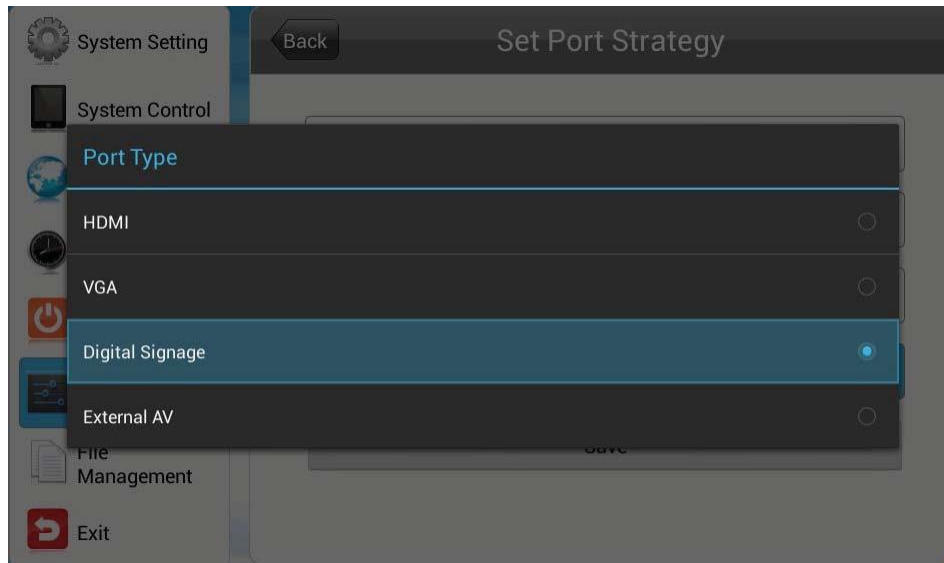 System Setting
Back
Set Port Strategy
System Control
Port Type
HDMI
VGA
Digital Signage
External AV
File
Management
Save
Exit